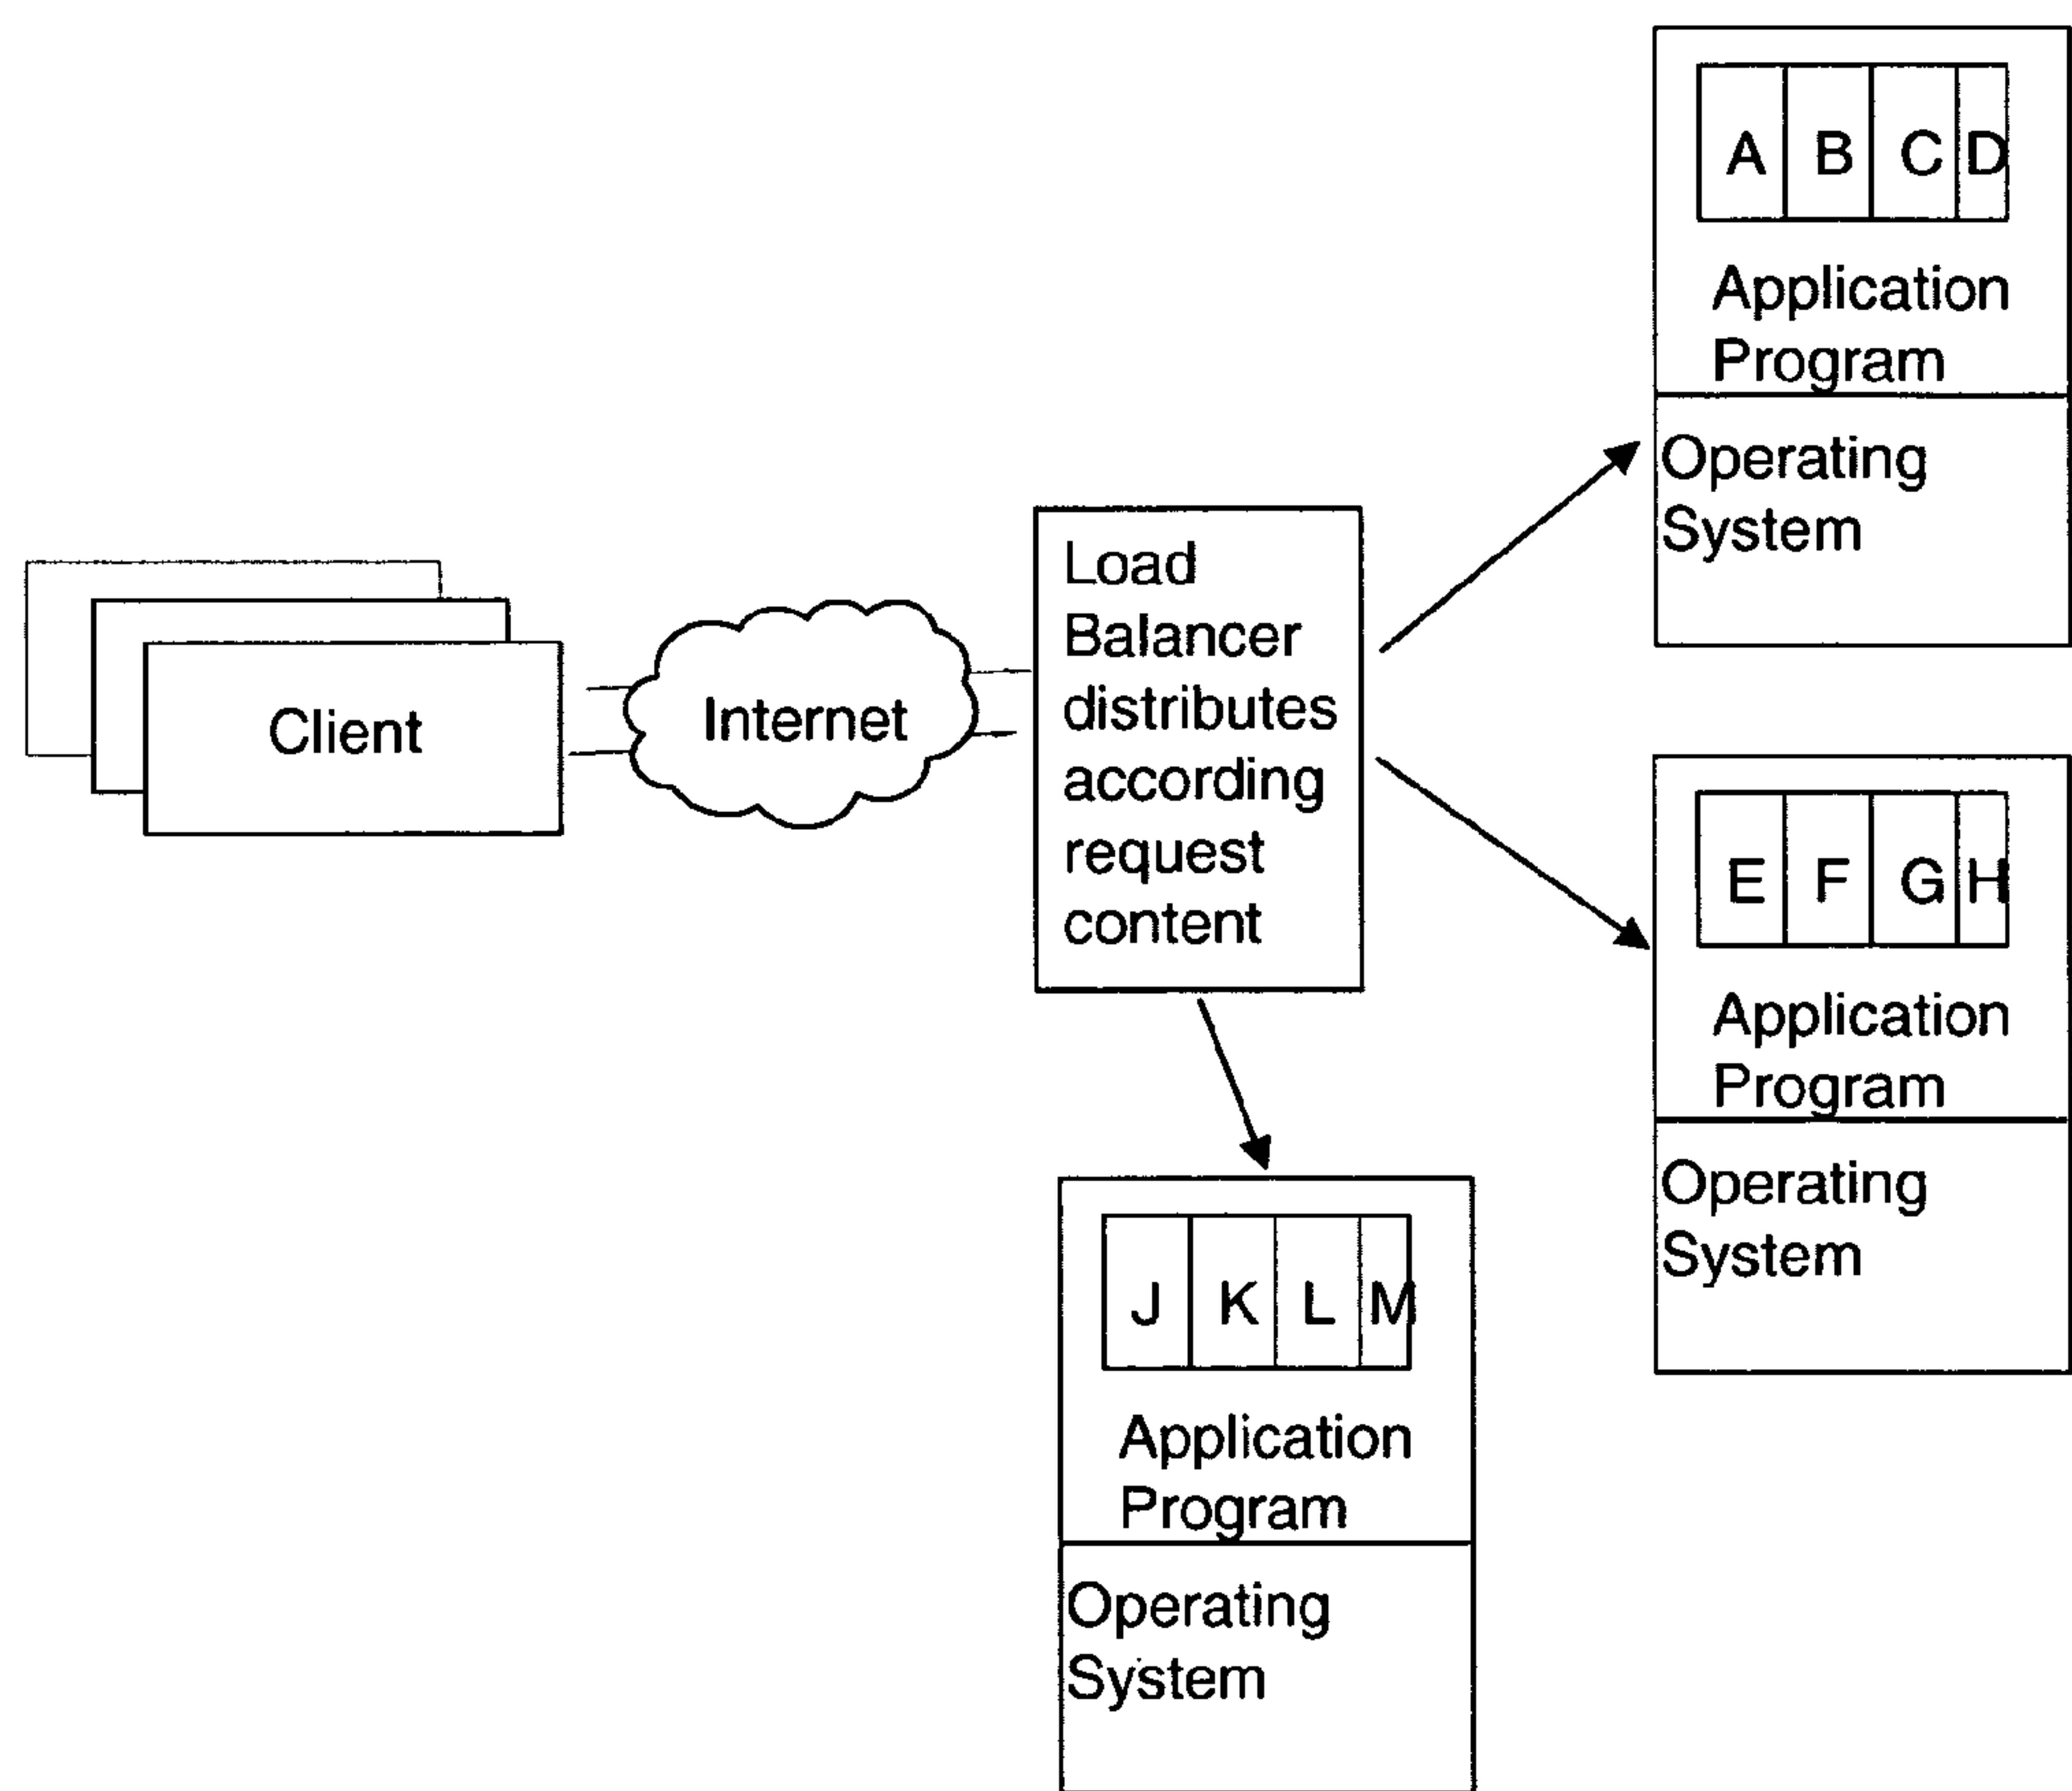 Client
Internet
Load
Balancer
distributes
according
request
content
A B C D
Application
Program
Operating
System
E F G H
Application
Program
Operating
System
J K L M
Application
Program
Operating
System